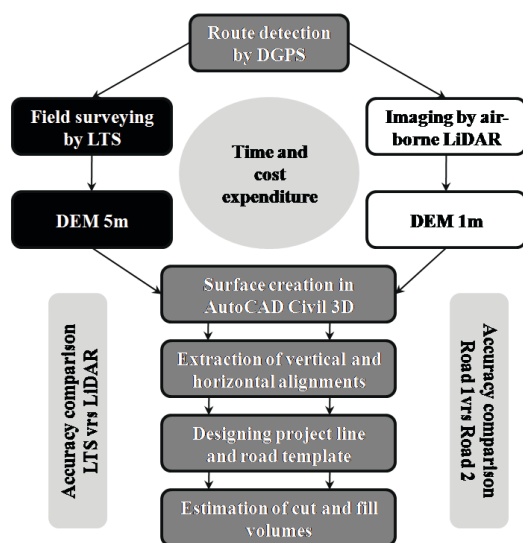 Route detection
by DGPS
Field surveying
by LTS
Time and
cost
expenditure
Imaging by air-
borne LiDAR
DEM 5m
DEM 1m
Surface creation in
AutoCAD Civil 3D
Accuracy comparison
LTS vrs LiDAR
Extraction of vertical and
horizontal alignments
Accuracy comparison
Road 1vrs Road 2
Designing project line
and road template
Estimation of cut and fill
volumes